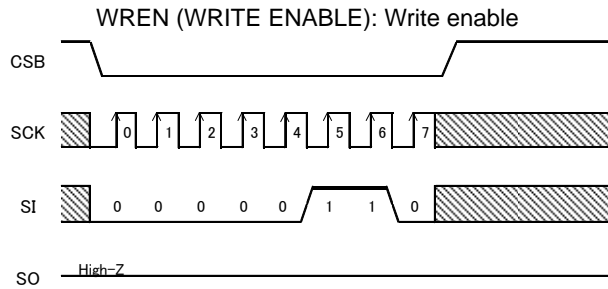 WREN (WRITE ENABLE): Write enable
CSB
SCK 0 1 2 3 4 5 6 7
SI 0 0 0 0 0 1 1 0
SO High-Z